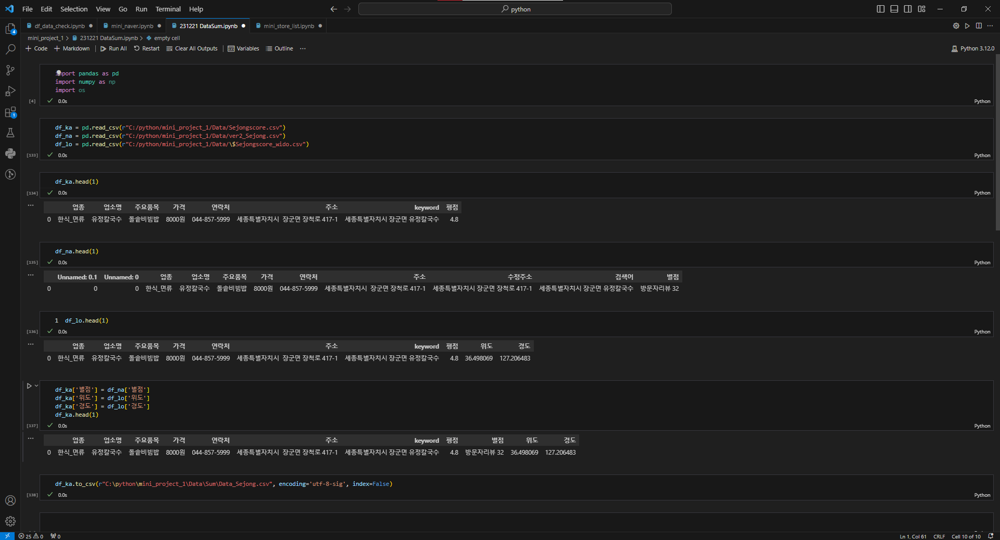 File Edit Selection View Go Run Terminal Help
python
df_data_check.ipynb mini_naver.ipynb 231221 DataSum.ipynb mini_store_list.ipynb
mini_project_1 > 231221 DataSum.ipynb > empty cell
+ Code + Markdown | Run All Restart Clear All Outputs | Variables Outline ...
Python 3.12.0
import pandas as pd
import numpy as np
import os
[4] 0.0s Python
df_ka = pd.read_csv(r"C:/python/mini_project_1/Data/Sejongscore.csv")
df_na = pd.read_csv(r"C:/python/mini_project_1/Data/ver2_Sejong.csv")
df_lo = pd.read_csv(r"C:/python/mini_project_1/Data/\$Sejongscore_wido.csv")
[133] 0.0s Python
df_ka.head(1)
[134] 0.0s Python
업종 업소명 주요품목 가격 연락처 주소 keyword 평점
0 한식_면류 유정칼국수 돌솥비빔밥 8000원 044-857-5999 세종특별자치시 장군면 장척로 417-1 세종특별자치시 장군면 유정칼국수 4.8
df_na.head(1)
[135] 0.0s Python
Unnamed: 0.1 Unnamed: 0 업종 업소명 주요품목 가격 연락처 주소 수정주소 검색어 별점
0 0 0 한식_면류 유정칼국수 돌솥비빔밥 8000원 044-857-5999 세종특별자치시 장군면 장척로 417-1 세종특별자치시 장군면 장척로 417-1 세종특별자치시 장군면 유정칼국수 방문자리뷰 32
1 df_lo.head(1)
[136] 0.0s Python
업종 업소명 주요품목 가격 연락처 주소 keyword 평점 위도 경도
0 한식_면류 유정칼국수 돌솥비빔밥 8000원 044-857-5999 세종특별자치시 장군면 장척로 417-1 세종특별자치시 장군면 유정칼국수 4.8 36.498069 127.206483
df_ka['별점'] = df_na['별점']
df_ka['위도'] = df_lo['위도']
df_ka['경도'] = df_lo['경도']
df_ka.head(1)
[137] 0.0s Python
업종 업소명 주요품목 가격 연락처 주소 keyword 평점 별점 위도 경도
0 한식_면류 유정칼국수 돌솥비빔밥 8000원 044-857-5999 세종특별자치시 장군면 장척로 417-1 세종특별자치시 장군면 유정칼국수 4.8 방문자리뷰 32 36.498069 127.206483
df_ka.to_csv(r"C:\python\mini_project_1\Data\Sum\Data_Sejong.csv", encoding='utf-8-sig', index=False)
[138] 0.0s Python
25 0 0 Ln 1, Col 61 CRLF Cell 10 of 10